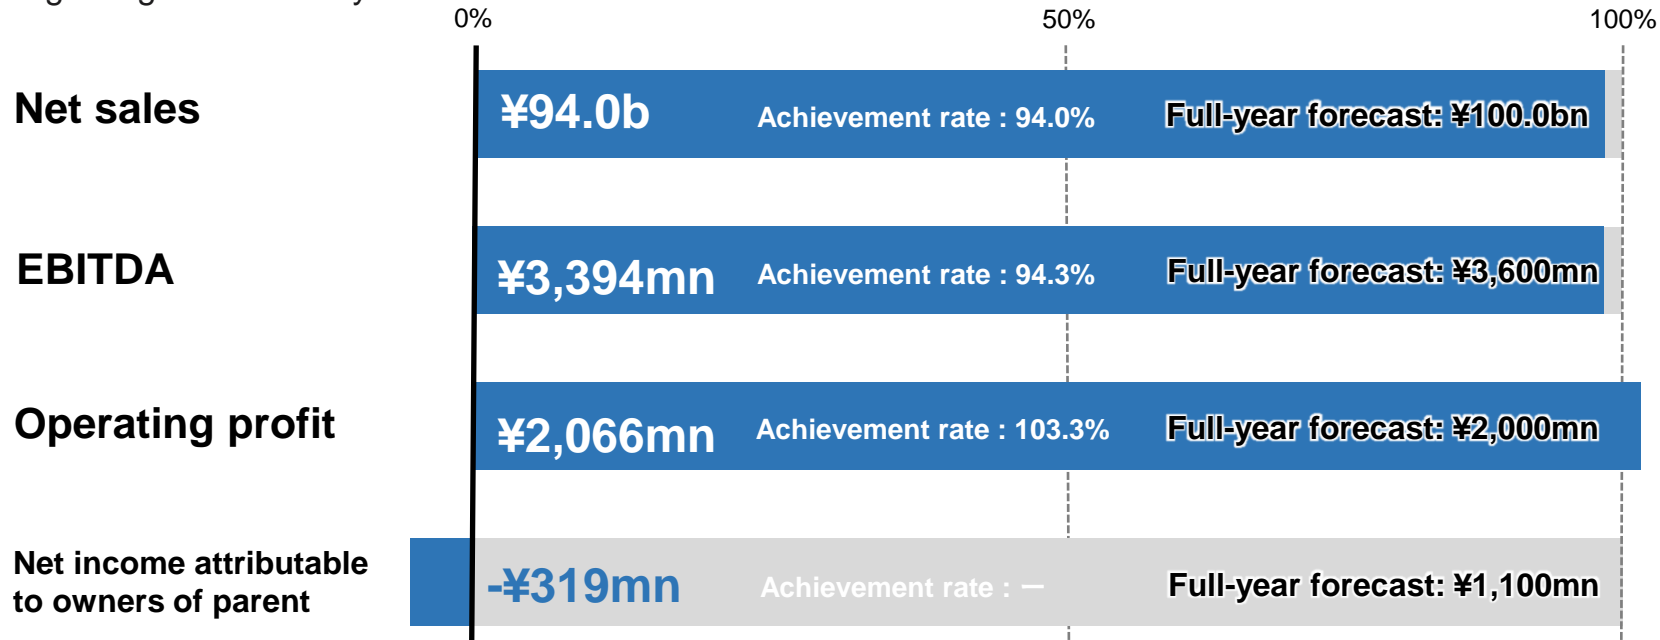 0% 50% 100%
Net sales
¥94.0b Achievement rate : 94.0% Full-year forecast: ¥100.0bn
EBITDA
¥3,394mn Achievement rate : 94.3% Full-year forecast: ¥3,600mn
Operating profit
¥2,066mn Achievement rate : 103.3% Full-year forecast: ¥2,000mn
Net income attributable
to owners of parent
-¥319mn Achievement rate : － Full-year forecast: ¥1,100mn